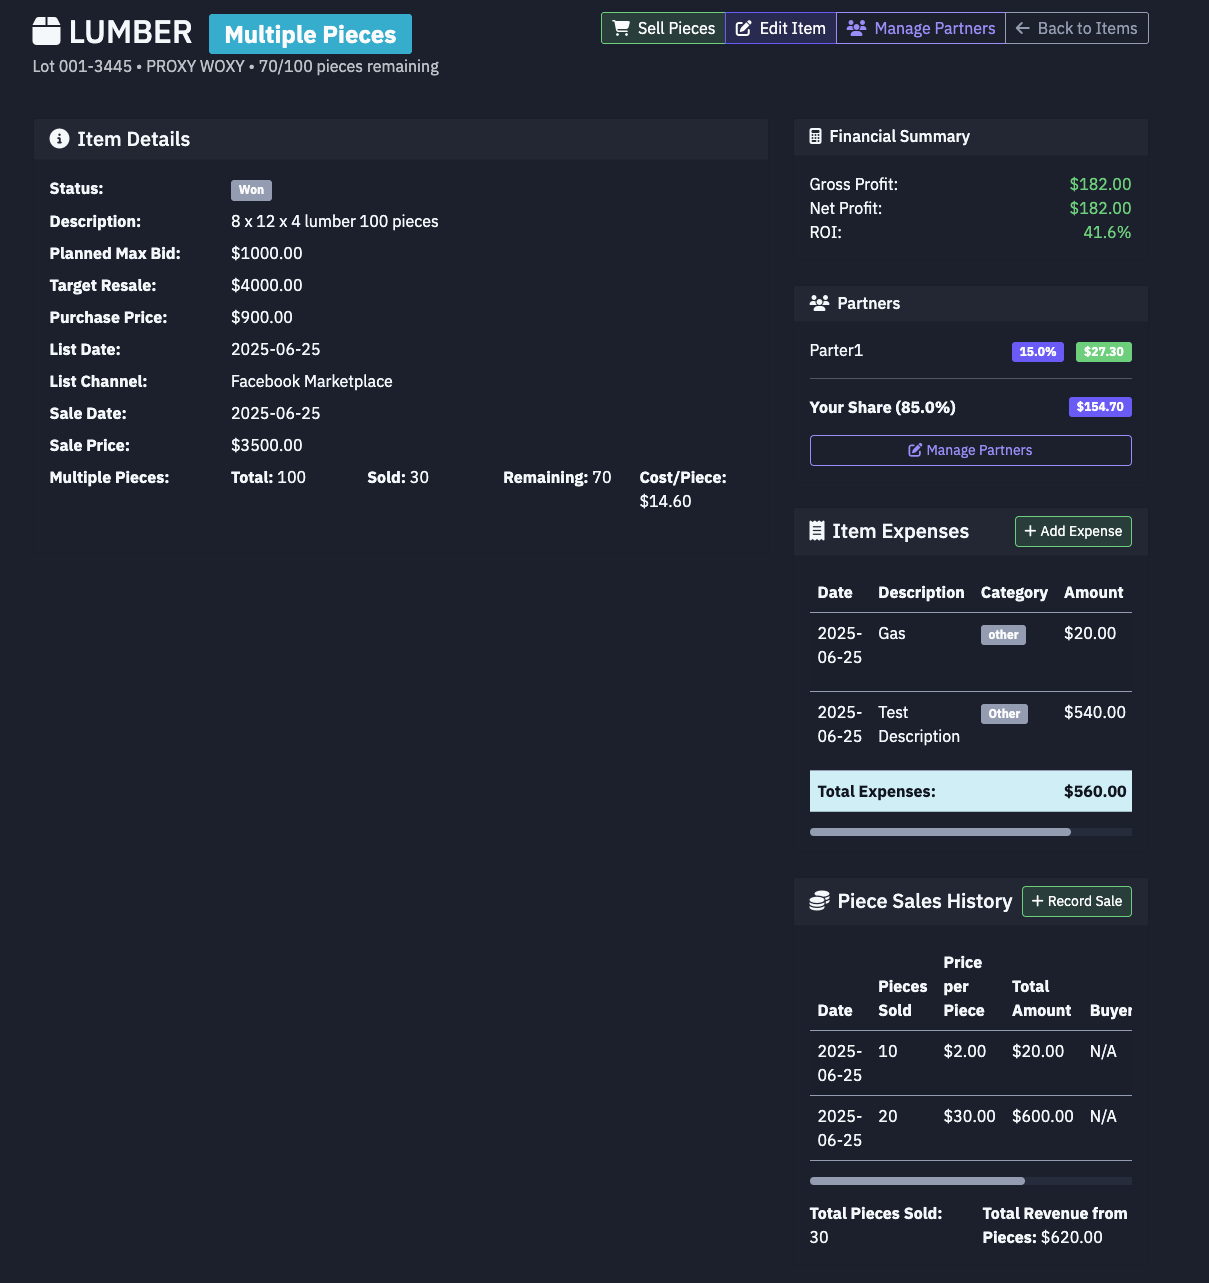 LUMBER Multiple Pieces
Sell Pieces Edit Item Manage Partners Back to Items
Lot 001-3445 • PROXY WOXY • 70/100 pieces remaining
Item Details
Status: Won
Description: 8 x 12 x 4 lumber 100 pieces
Planned Max Bid: $1000.00
Target Resale: $4000.00
Purchase Price: $900.00
List Date: 2025-06-25
List Channel: Facebook Marketplace
Sale Date: 2025-06-25
Sale Price: $3500.00
Multiple Pieces: Total: 100 Sold: 30 Remaining: 70 Cost/Piece:
$14.60
Financial Summary
Gross Profit: $182.00
Net Profit: $182.00
ROI: 41.6%
Partners
Parter1 15.0% $27.30
Your Share (85.0%) $154.70
Manage Partners
Item Expenses + Add Expense
Date Description Category Amount
2025- Gas other $20.00
06-25
2025- Test Other $540.00
06-25 Description
Total Expenses: $560.00
Piece Sales History + Record Sale
Price
Pieces per Total
Date Sold Piece Amount Buyer
2025- 10 $2.00 $20.00 N/A
06-25
2025- 20 $30.00 $600.00 N/A
06-25
Total Pieces Sold: Total Revenue from
30 Pieces: $620.00